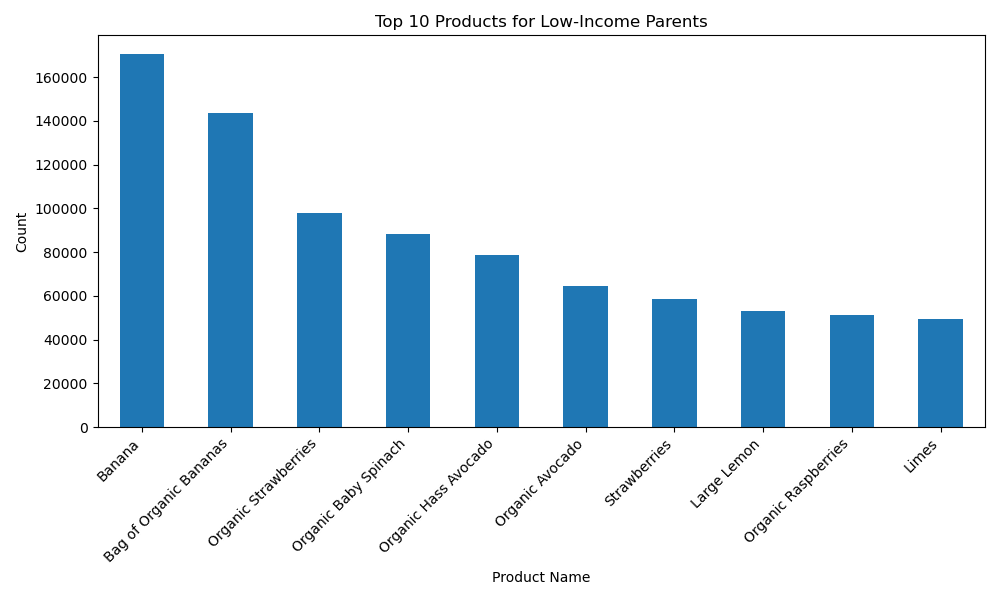 Top 10 Products for Low-Income Parents
Count
160000
140000
120000
100000
80000
60000
40000
20000
0
Banana
Bag of Organic Bananas
Organic Strawberries
Organic Baby Spinach
Organic Hass Avocado
Organic Avocado
Strawberries
Large Lemon
Organic Raspberries
Limes
Product Name